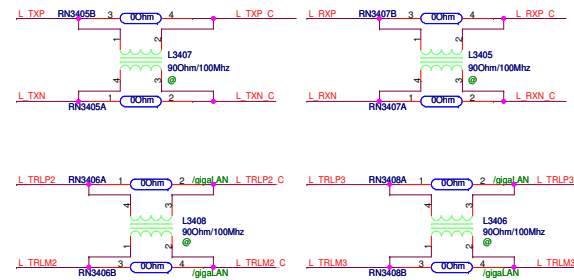 L_TXP RN3405B 3 0Ohm 4 L_TXP_C L_RXP RN3407B 3 0Ohm 4 L_RXP_C
1 2 1 2
L3407 L3405
90Ohm/100Mhz 90Ohm/100Mhz
@ @
4 3 4 3
L_TXN 1 0Ohm 2 L_TXN_C L_RXN 1 0Ohm 2 L_RXN_C
RN3405A RN3407A
L_TRLP2 RN3406A 1 0Ohm 2 /gigaLAN L_TRLP2_C L_TRLP3 RN3408A 1 0Ohm 2 /gigaLAN L_TRLP3
4 3 4 3
L3408 L3406
90Ohm/100Mhz 90Ohm/100Mhz
@ @
1 2 1 2
L_TRLM2 3 0Ohm 4 L_TRLM2_C L_TRLM3 3 0Ohm 4 L_TRLM3
RN3406B /gigaLAN RN3408B /gigaLAN